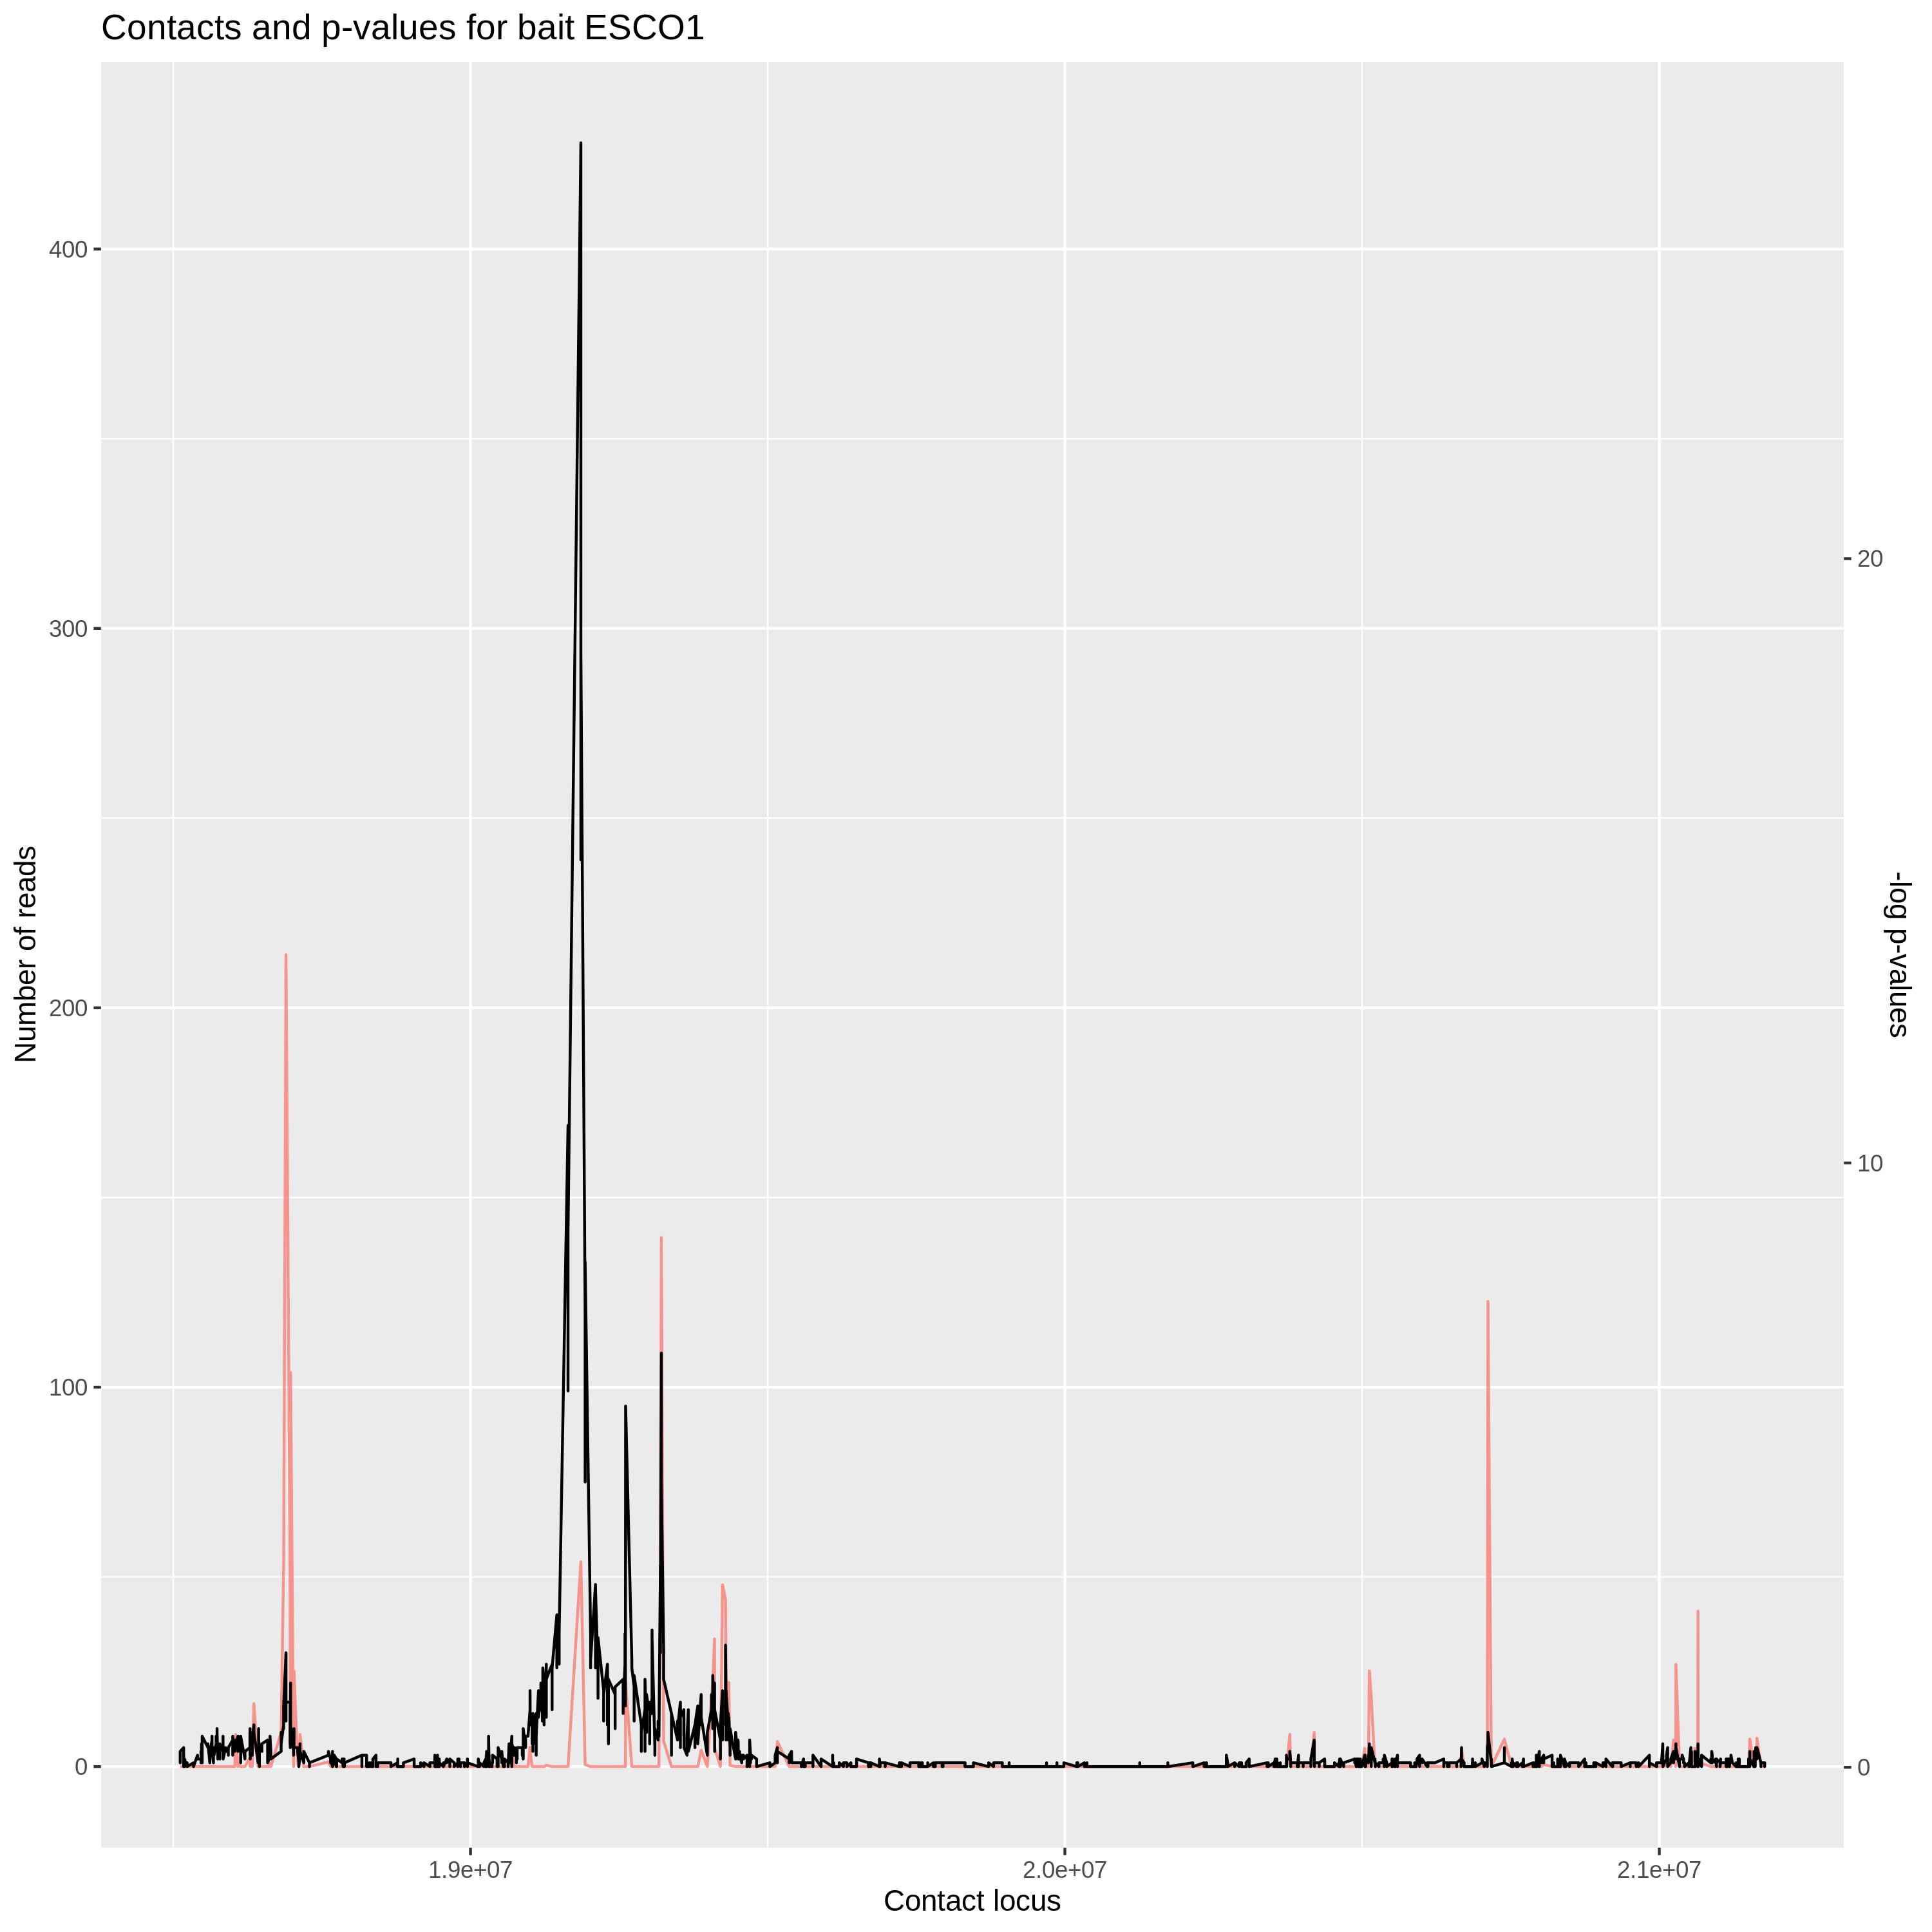 Contacts and p-values for bait ESCO1
Number of reads
400
300
200
100
0
20
10
0
-log p-values
1.9e+07
2.0e+07
2.1e+07
Contact locus